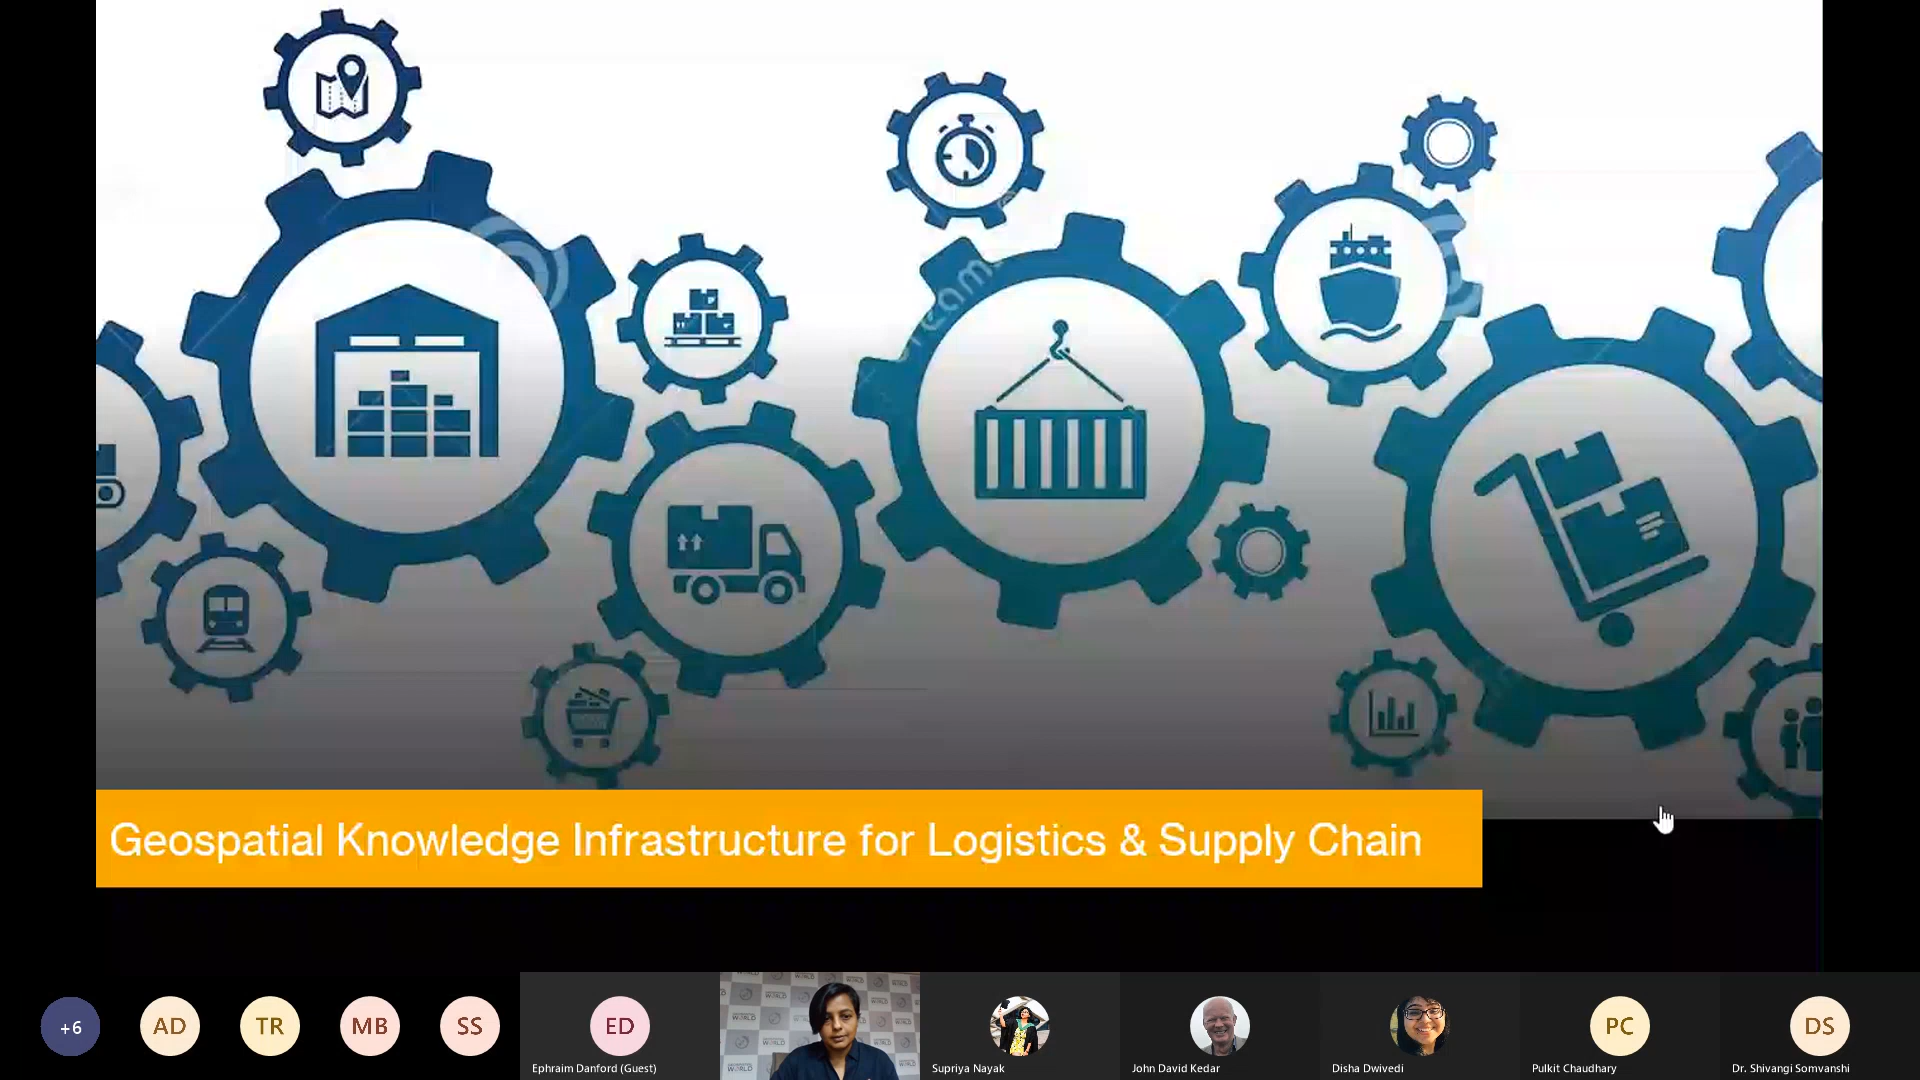 Geospatial Knowledge Infrastructure for Logistics & Supply Chain
+6
AD
TR
MB
SS
ED
PC
DS
Ephraim Danford (Guest)
Supriya Nayak
John David Kedar
Disha Dwivedi
Pulkit Chaudhary
Dr. Shivangi Somvanshi